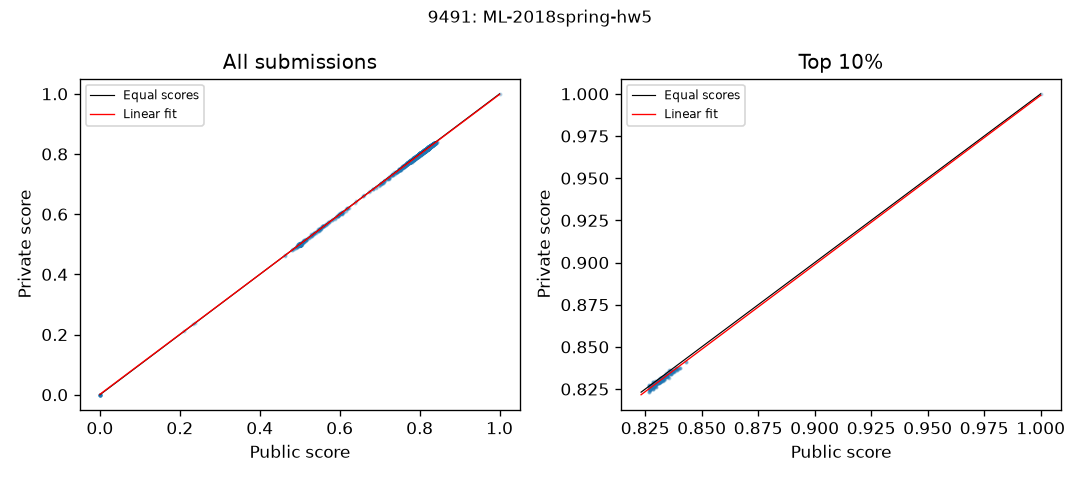 9491: ML-2018spring-hw5
All submissions
Equal scores
Linear fit
1.0
0.8
0.6
0.4
0.2
0.0
Private score
0.0 0.2 0.4 0.6 0.8 1.0
Public score
Top 10%
Equal scores
Linear fit
1.000
0.975
0.950
0.925
0.900
0.875
0.850
0.825
Private score
0.825 0.850 0.875 0.900 0.925 0.950 0.975 1.000
Public score